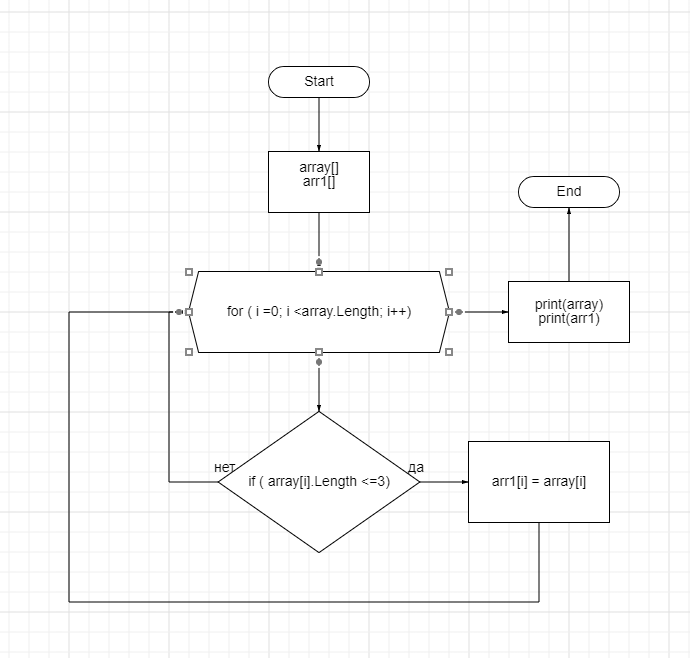 Start
array[]
arr1[]
End
for ( i =0; i <array.Length; i++)
print(array)
print(arr1)
нет
да
if ( array[i].Length <=3)
arr1[i] = array[i]